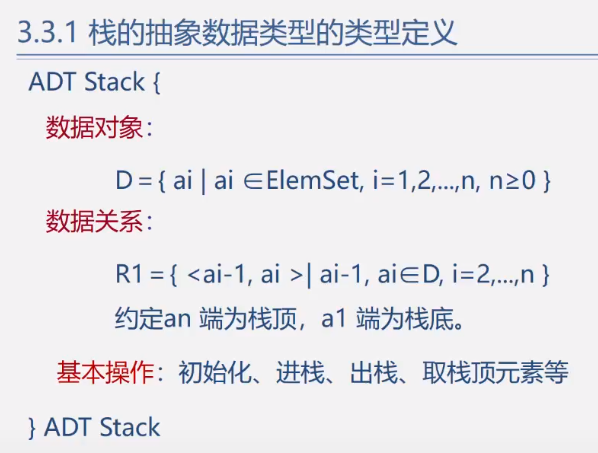 3.3.1 栈的抽象数据类型的类型定义
ADT Stack {
数据对象：
D = { ai | ai ∈ElemSet, i=1,2,...,n, n≥0 }
数据关系：
R1 = { <ai-1, ai >| ai-1, ai∈D, i=2,...,n }
约定an 端为栈顶，a1 端为栈底。
基本操作：初始化、进栈、出栈、取栈顶元素等
} ADT Stack